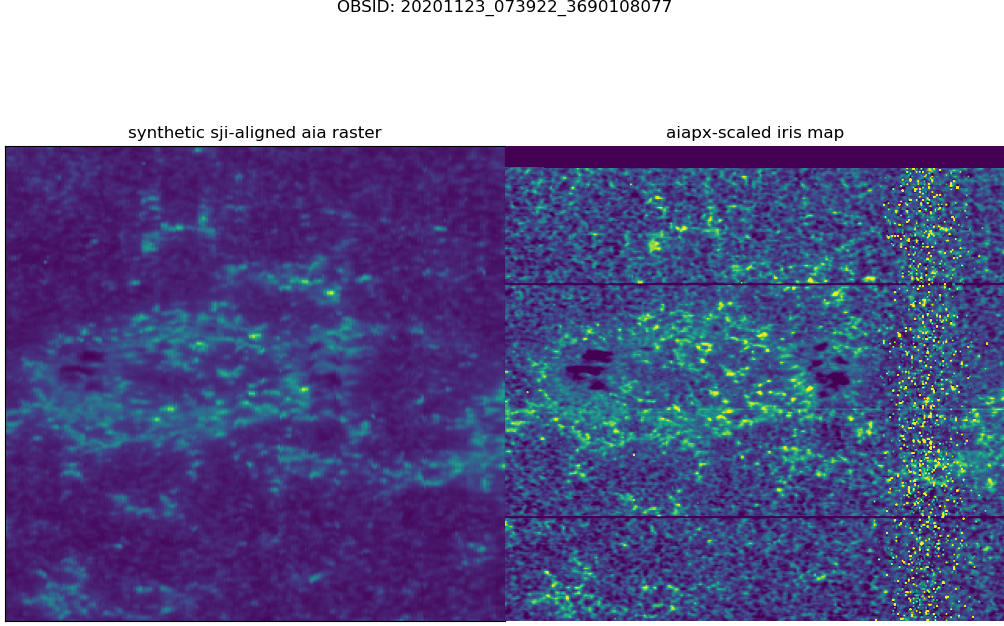 OBSID: 20201123_073922_3690108077
synthetic sji-aligned aia raster
aiapx-scaled iris map